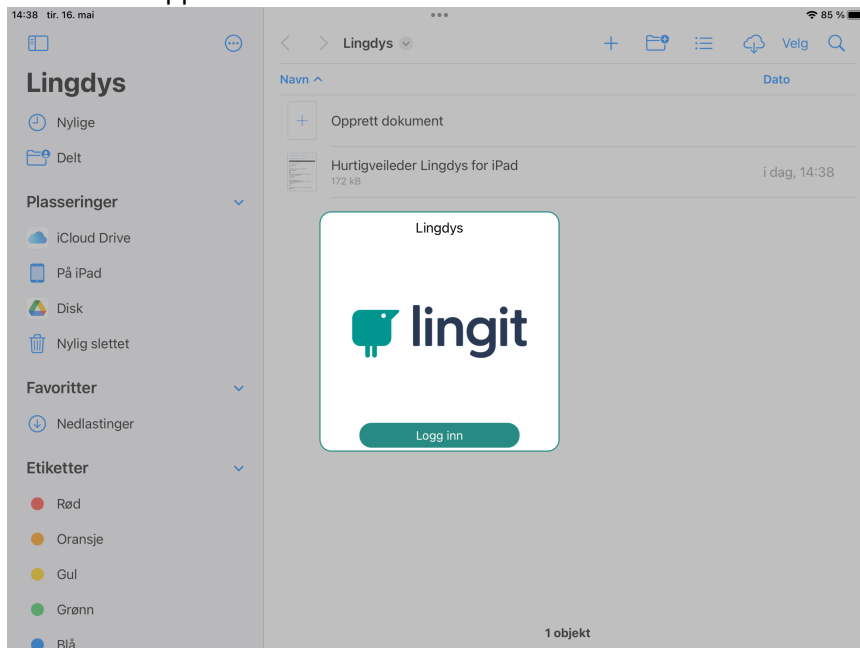 14:38 tir. 16. mai
85 %
Lingdys
Velg
Lingdys
Navn
Dato
Nylige
Opprett dokument
Delt
Hurtigveileder Lingdys for iPad
172 kB
i dag, 14:38
Plasseringer
iCloud Drive
På iPad
Disk
Nylig slettet
Favoritter
Nedlastinger
Etiketter
Rød
Oransje
Gul
Grønn
Blå
Lingdys
lingit
Logg inn
1 objekt